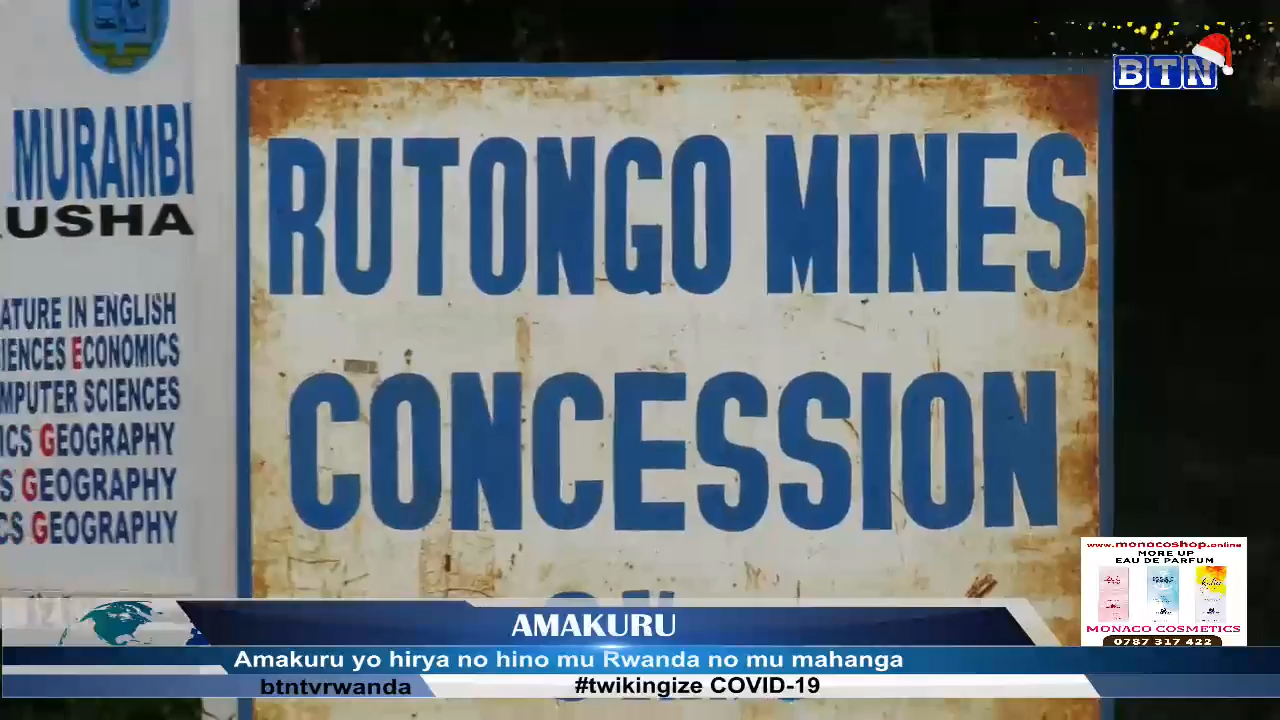 BTN
MURAMBI
USHA
ATURE IN ENGLISH
IENCES ECONOMICS
MPUTER SCIENCES
ICS GEOGRAPHY
S GEOGRAPHY
CS GEOGRAPHY
RUTONGO MINES
CONCESSION
www.monacoshop.online
MORE UP
EAU DE PARFUM
MONACO COSMETICS
0787 317 422
AMAKURU
Amakuru yo hirya no hino mu Rwanda no mu mahanga
btntvrwanda
#twikingize COVID-19